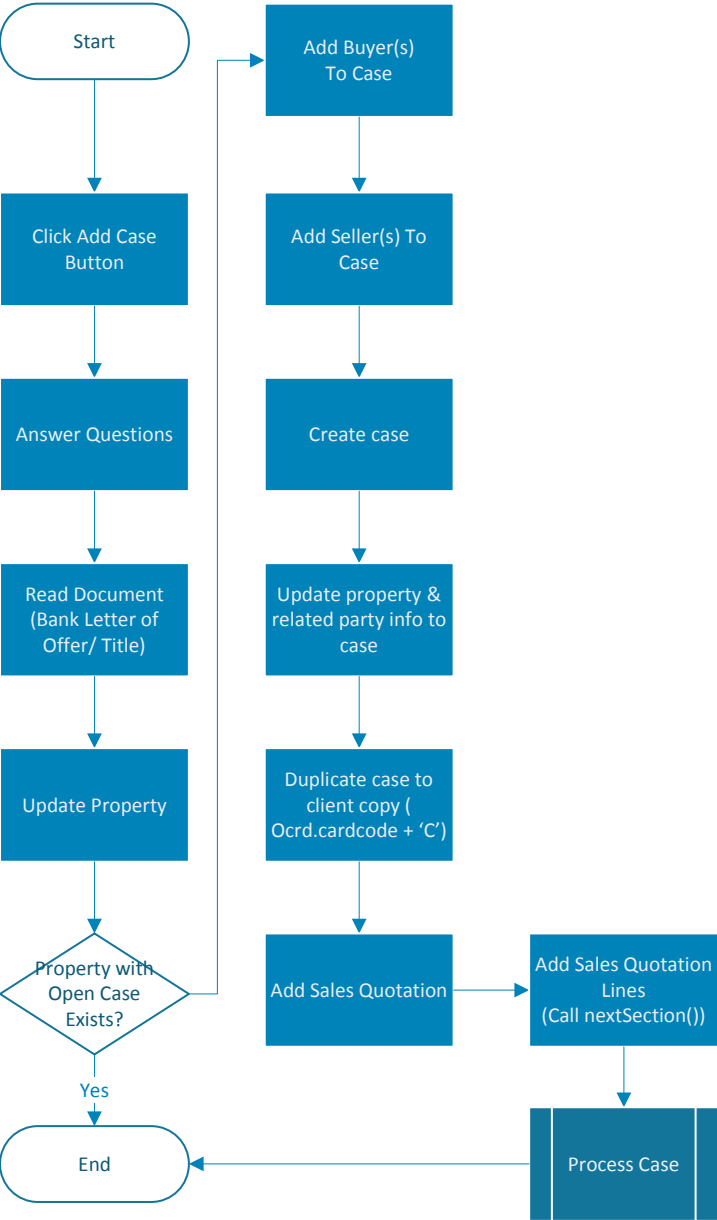 Start
Click Add Case
Button
Answer Questions
Read Document
(Bank Letter of
Offer/ Title)
Update Property
Property with
Open Case
Exists?
Yes
End
Add Buyer(s)
To Case
Add Seller(s) To
Case
Create case
Update property &
related party info to
case
Duplicate case to
client copy (
Ocrd.cardcode + ‘C’)
Add Sales Quotation
Add Sales Quotation
Lines
(Call nextSection())
Process Case